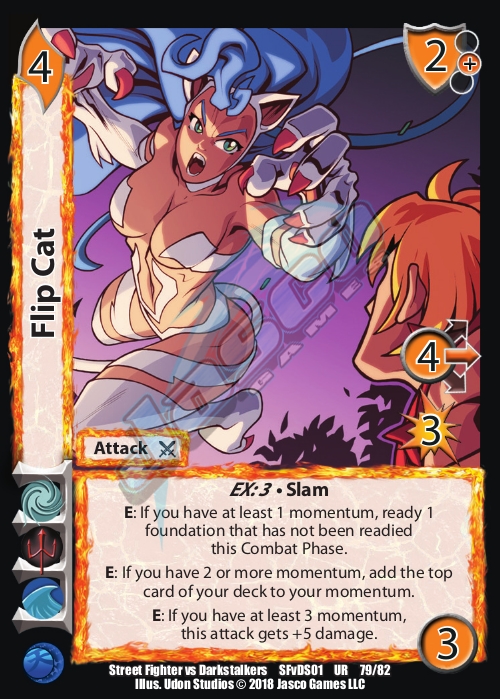 4
2
+
Flip Cat
JASCO
GAMES
4
3
Attack
EX: 3 • Slam
E: If you have at least 1 momentum, ready 1
foundation that has not been readied
this Combat Phase.
E: If you have 2 or more momentum, add the top
card of your deck to your momentum.
E: If you have at least 3 momentum,
this attack gets +5 damage.
3
Street Fighter vs Darkstalkers SFvDS01 UR 79/82
Illus. Udon Studios © 2018 Jasco Games LLC